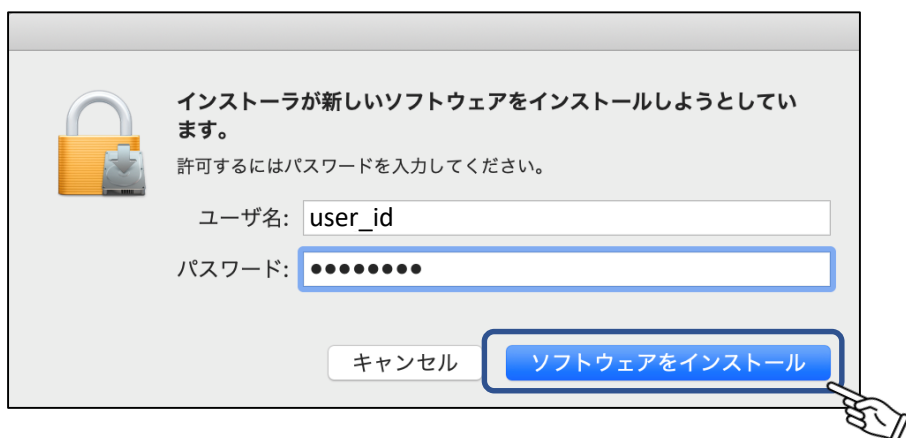 インストーラが新しいソフトウェアをインストールしようとしてい
ます。
許可するにはパスワードを入力してください。
ユーザ名: user_id
パスワード: ●●●●●●●●
キャンセル ソフトウェアをインストール